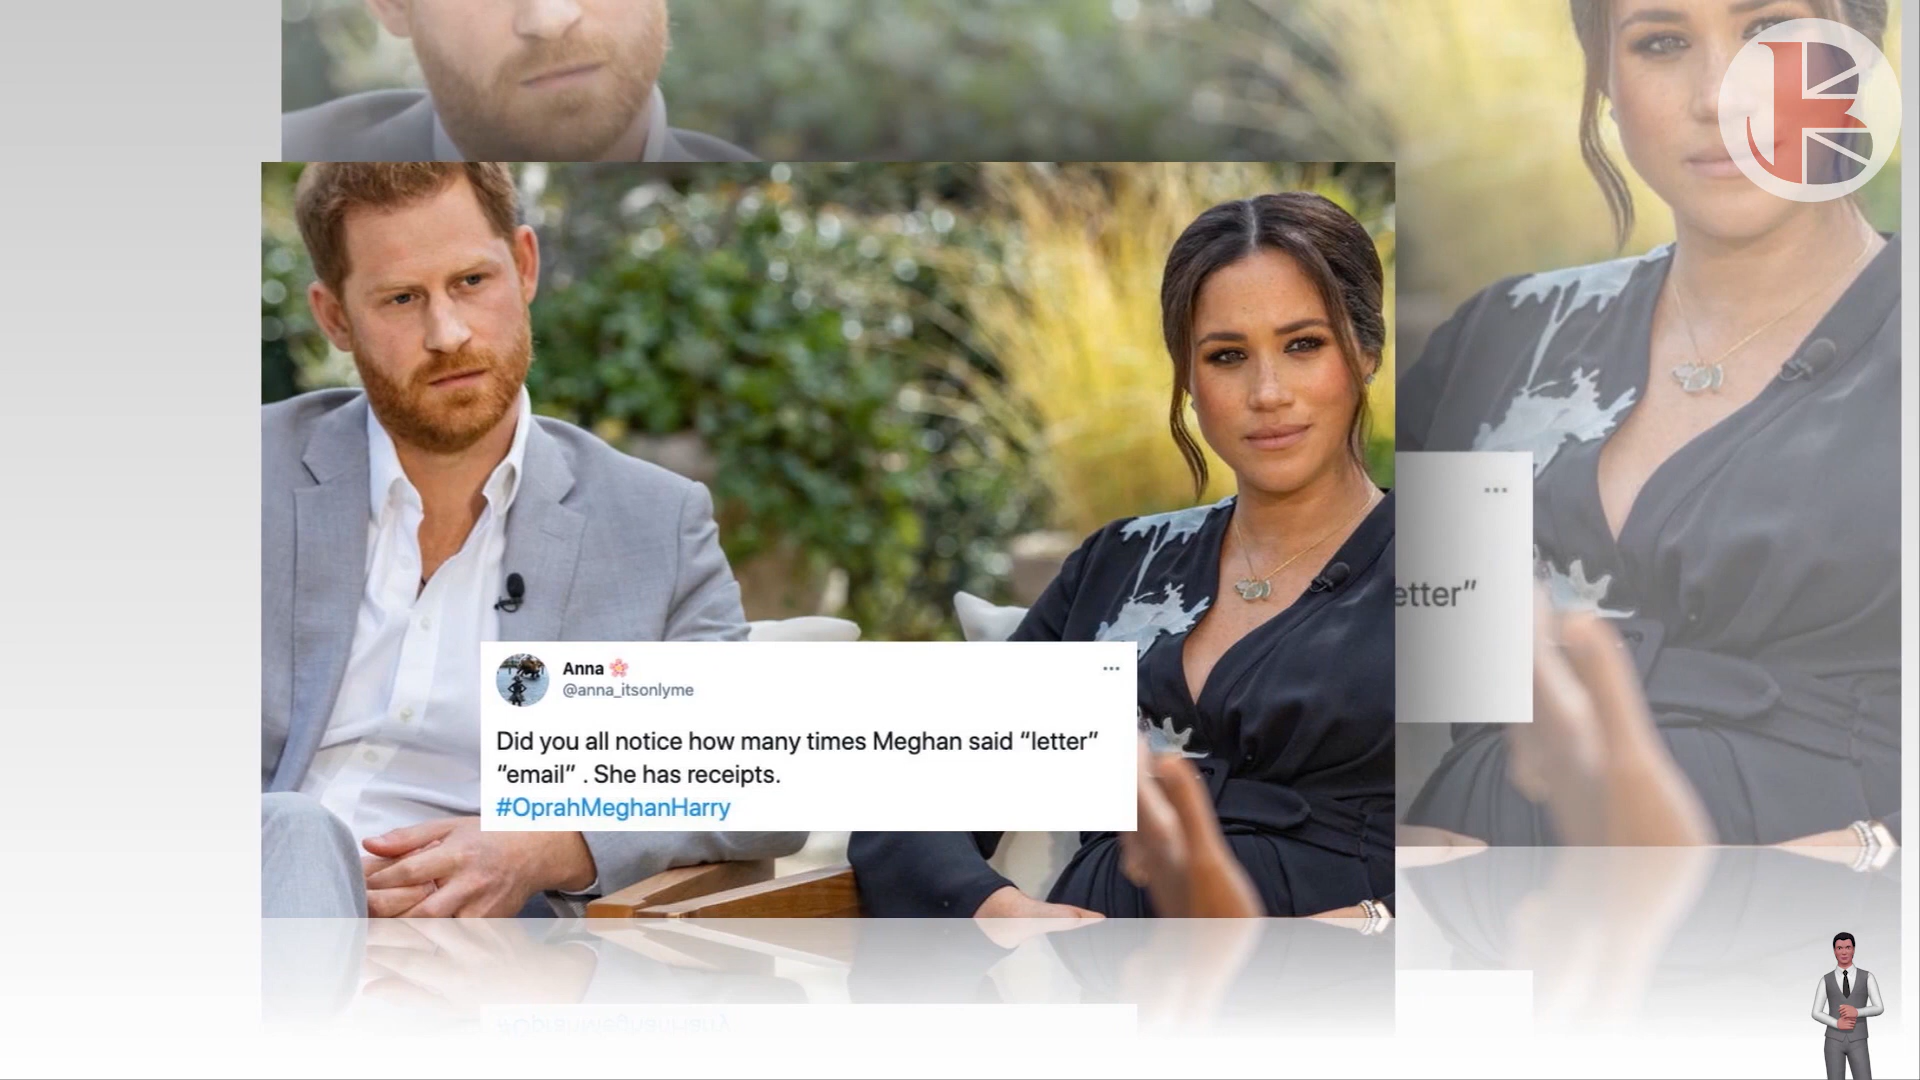 Anna 🌸
@anna_itsonlyme
Did you all notice how many times Meghan said “letter”
“email” . She has receipts.
#OprahMeghanHarry
etter”